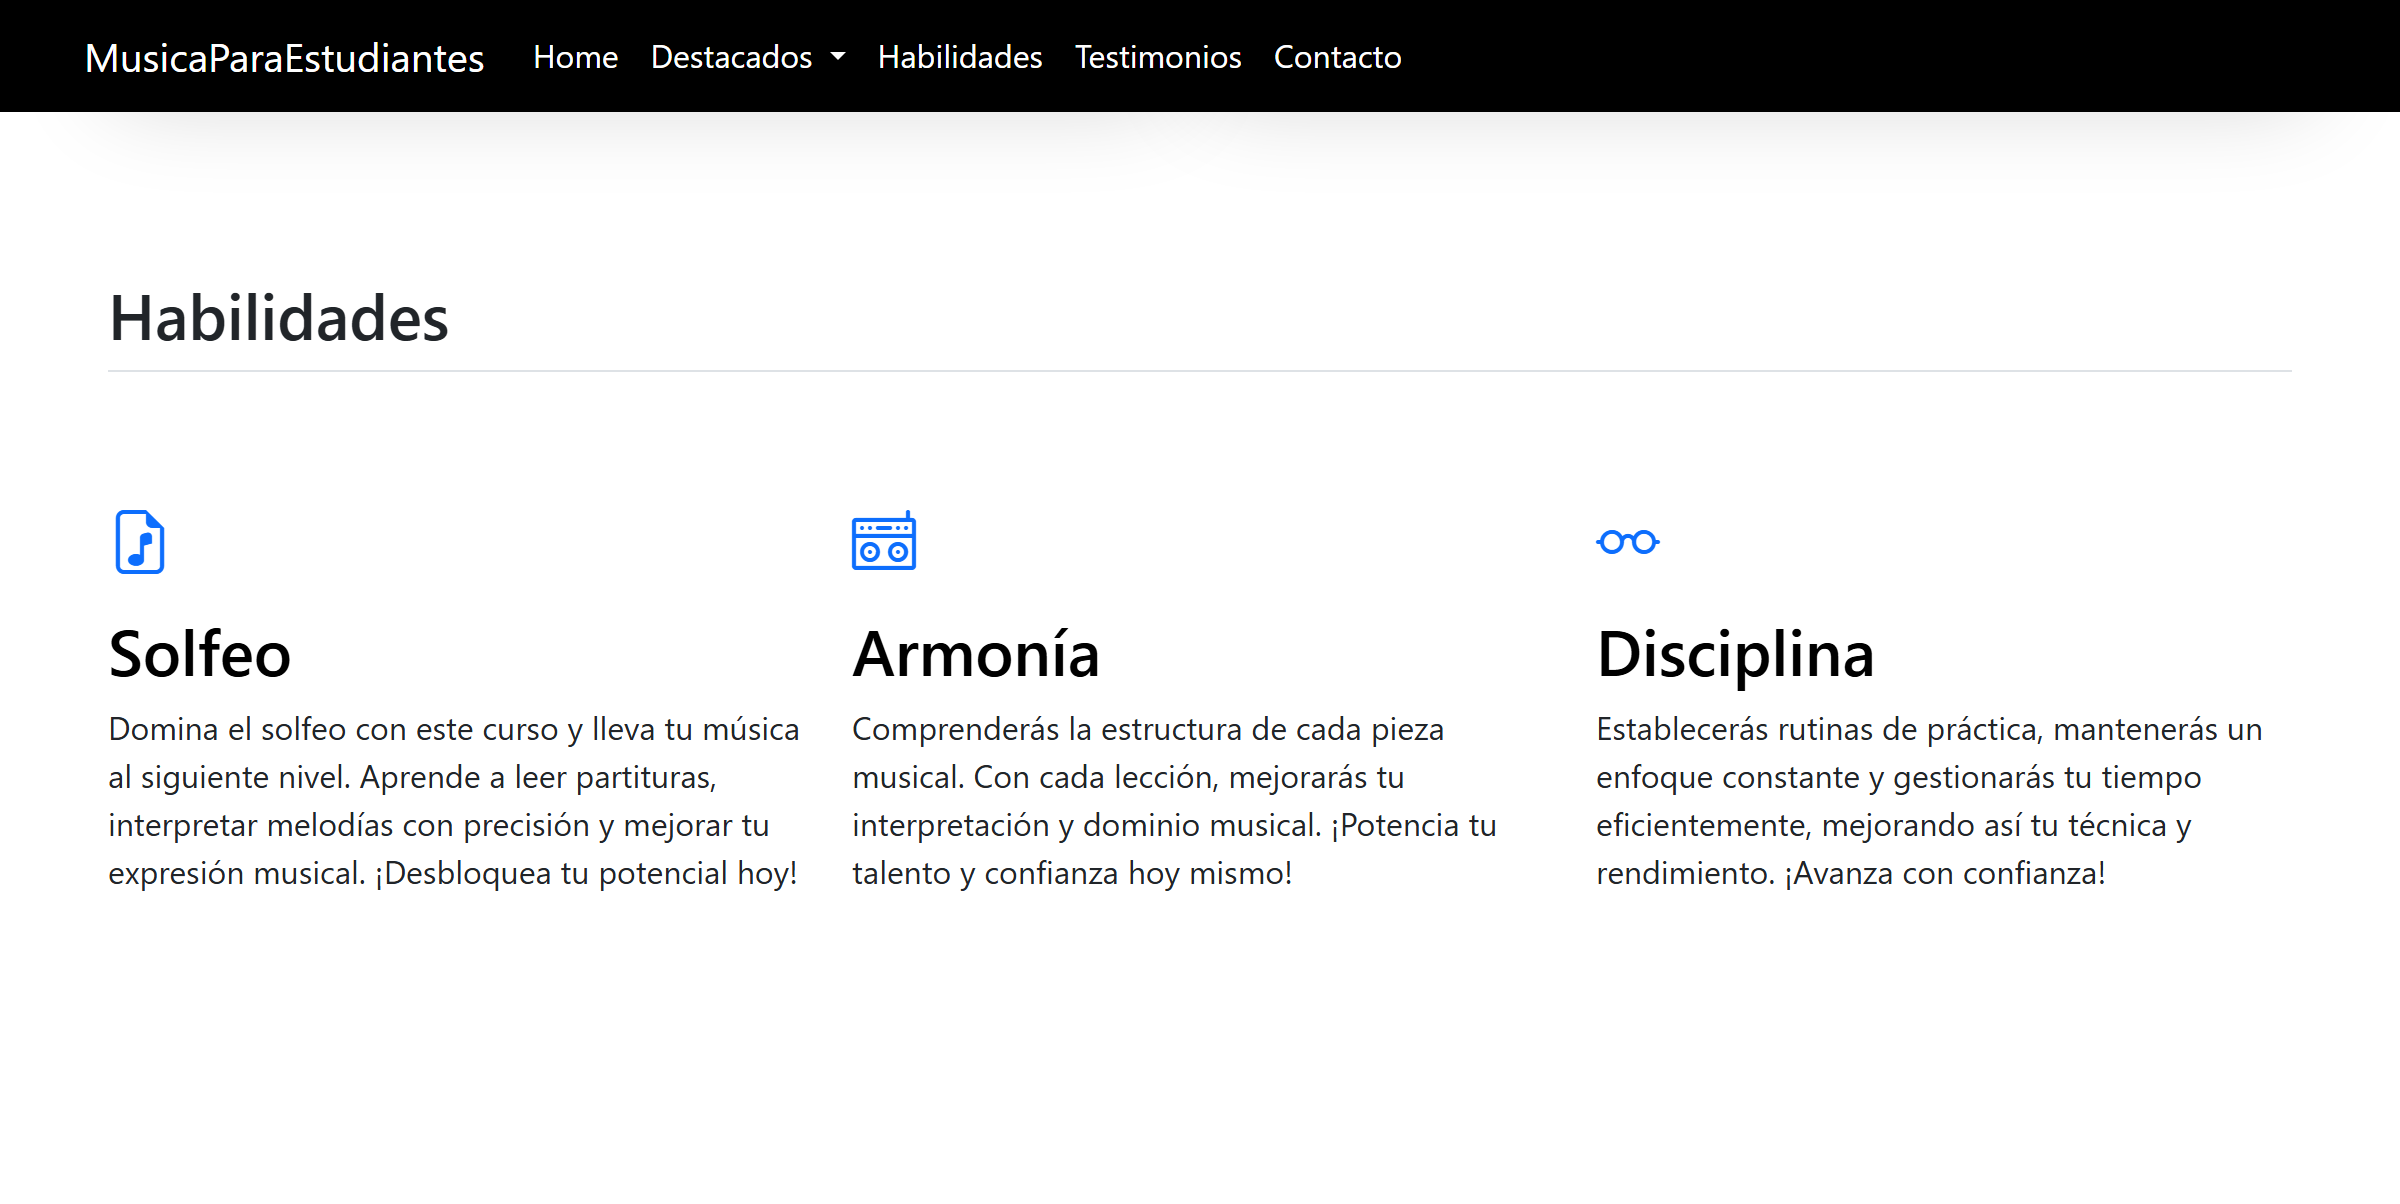 MusicaParaEstudiantes Home Destacados Habilidades Testimonios Contacto
Habilidades
Solfeo
Domina el solfeo con este curso y lleva tu música
al siguiente nivel. Aprende a leer partituras,
interpretar melodías con precisión y mejorar tu
expresión musical. ¡Desbloquea tu potencial hoy!
Armonía
Comprenderás la estructura de cada pieza
musical. Con cada lección, mejorarás tu
interpretación y dominio musical. ¡Potencia tu
talento y confianza hoy mismo!
Disciplina
Establecerás rutinas de práctica, mantenerás un
enfoque constante y gestionarás tu tiempo
eficientemente, mejorando así tu técnica y
rendimiento. ¡Avanza con confianza!